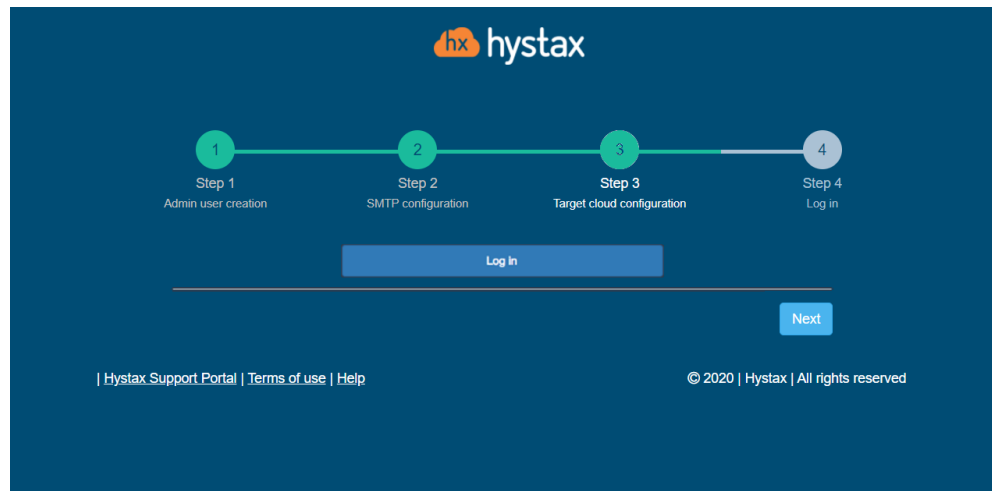 hx hystax
1 2 3 4
Step 1 Step 2 Step 3 Step 4
Admin user creation SMTP configuration Target cloud configuration Log in
Log in
Next
| Hystax Support Portal | Terms of use | Help © 2020 | Hystax | All rights reserved